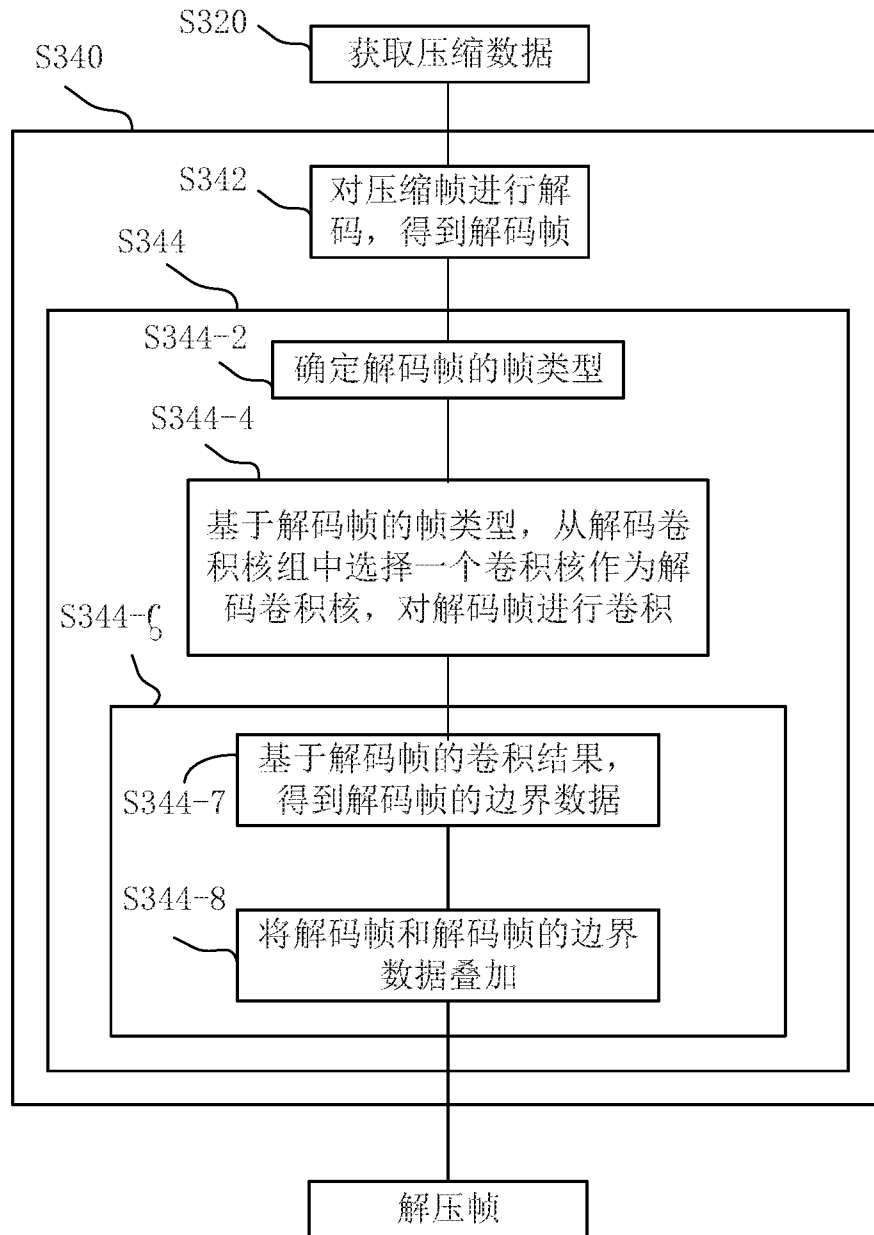 S320
获取压缩数据
S340
S342
对压缩帧进行解
码，得到解码帧
S344
S344-2
确定解码帧的帧类型
S344-4
基于解码帧的帧类型，从解码卷
积核组中选择一个卷积核作为解
码卷积核，对解码帧进行卷积
S344-6
基于解码帧的卷积结果，
得到解码帧的边界数据
S344-7
S344-8
将解码帧和解码帧的边界
数据叠加
解压帧